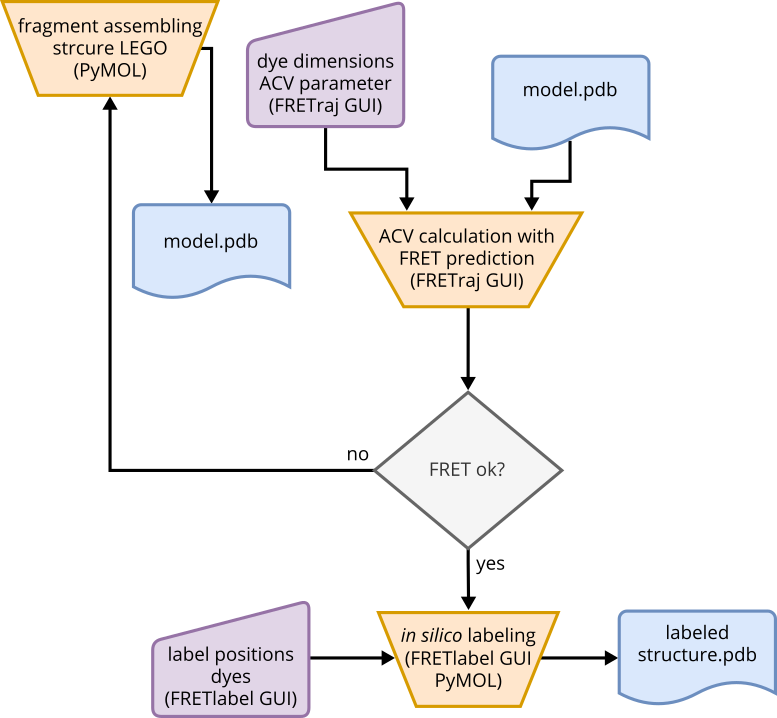 fragment assembling
strcure LEGO
(PyMOL)
dye dimensions
ACV parameter
(FRETraj GUI)
model.pdb
model.pdb
ACV calculation with
FRET prediction
(FRETraj GUI)
no
FRET ok?
yes
label positions
dyes
(FRETlabel GUI)
in silico labeling
(FRETlabel GUI
PyMOL)
labeled
structure.pdb